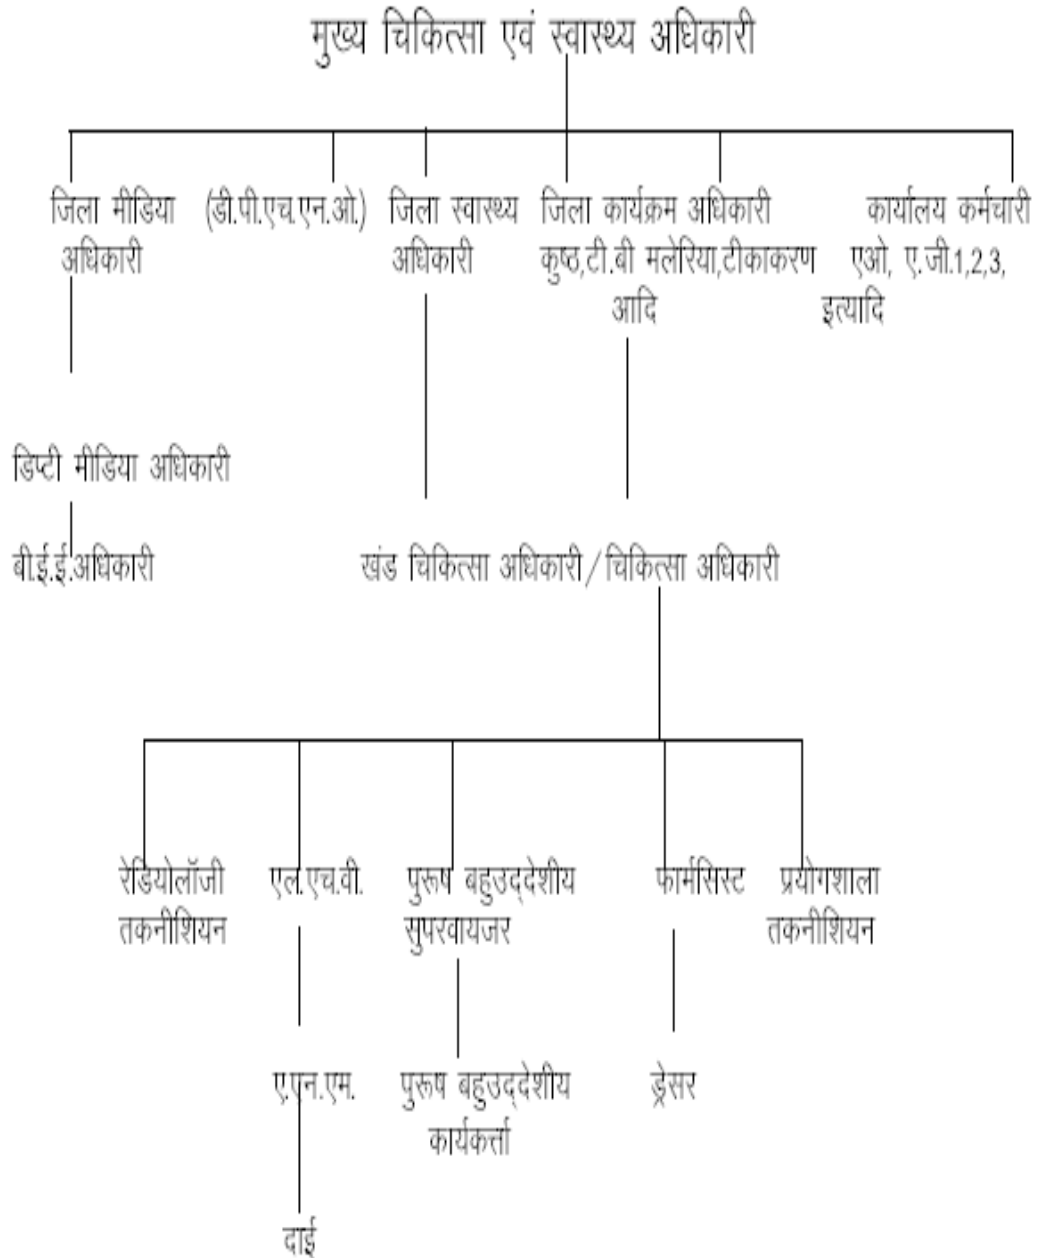 मुख्य चिकित्सा एवं स्वास्थ्य अधिकारी
जिला मीडिया (डी.पी.एच.एन.ओ.) जिला स्वास्थ्य जिला कार्यक्रम अधिकारी कार्यालय कर्मचारी
अधिकारी अधिकारी कुष्ठ,टी.बी मलेरिया,टीकाकरण एओ, ए.जी.1,2,3,
आदि इत्यादि
डिप्टी मीडिया अधिकारी
बी.ई.ई.अधिकारी खंड चिकित्सा अधिकारी/चिकित्सा अधिकारी
रेडियोलॉजी एल.एच.वी. पुरूष बहुउद्देशीय फार्मसिस्ट प्रयोगशाला
तकनीशियन सुपरवायजर तकनीशियन
ए.एन.एम. पुरूष बहुउद्देशीय ड्रेसर
कार्यकर्त्ता
दाई